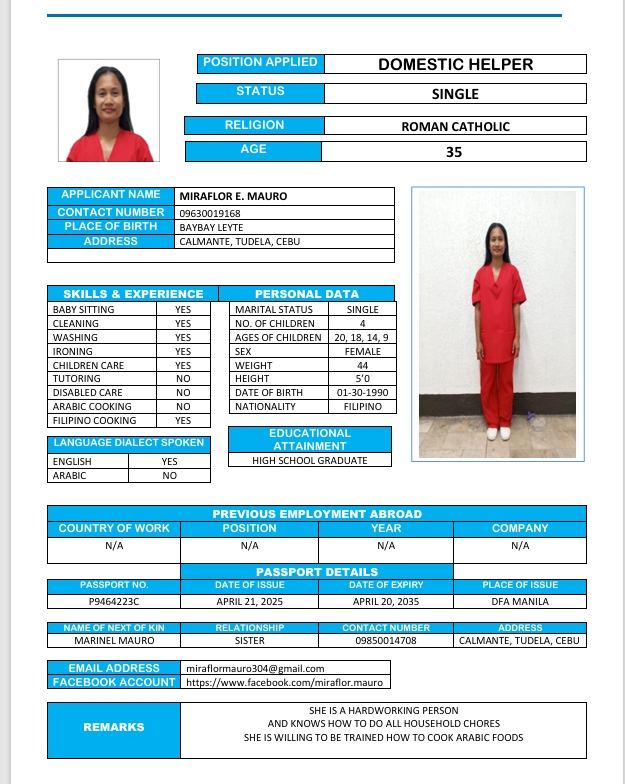 POSITION APPLIED DOMESTIC HELPER
STATUS SINGLE
RELIGION ROMAN CATHOLIC
AGE 35
APPLICANT NAME MIRAFLOR E. MAURO
CONTACT NUMBER 09630019168
PLACE OF BIRTH BAYBAY LEYTE
ADDRESS CALMANTE, TUDELA, CEBU
SKILLS & EXPERIENCE PERSONAL DATA
BABY SITTING YES MARITAL STATUS SINGLE
CLEANING YES NO. OF CHILDREN 4
WASHING YES AGES OF CHILDREN 20, 18, 14, 9
IRONING YES SEX FEMALE
CHILDREN CARE YES WEIGHT 44
TUTORING NO HEIGHT 5'0
DISABLED CARE NO DATE OF BIRTH 01-30-1990
ARABIC COOKING NO NATIONALITY FILIPINO
FILIPINO COOKING YES
LANGUAGE DIALECT SPOKEN
ENGLISH YES
ARABIC NO
EDUCATIONAL
ATTAINMENT
HIGH SCHOOL GRADUATE
PREVIOUS EMPLOYMENT ABROAD
COUNTRY OF WORK POSITION YEAR COMPANY
N/A N/A N/A N/A
PASSPORT DETAILS
PASSPORT NO. DATE OF ISSUE DATE OF EXPIRY PLACE OF ISSUE
P9464223C APRIL 21, 2025 APRIL 20, 2035 DFA MANILA
NAME OF NEXT OF KIN RELATIONSHIP CONTACT NUMBER ADDRESS
MARINEL MAURO SISTER 09850014708 CALMANTE, TUDELA, CEBU
EMAIL ADDRESS miraflormauro304@gmail.com
FACEBOOK ACCOUNT https://www.facebook.com/miraflor.mauro
REMARKS
SHE IS A HARDWORKING PERSON
AND KNOWS HOW TO DO ALL HOUSEHOLD CHORES
SHE IS WILLING TO BE TRAINED HOW TO COOK ARABIC FOODS